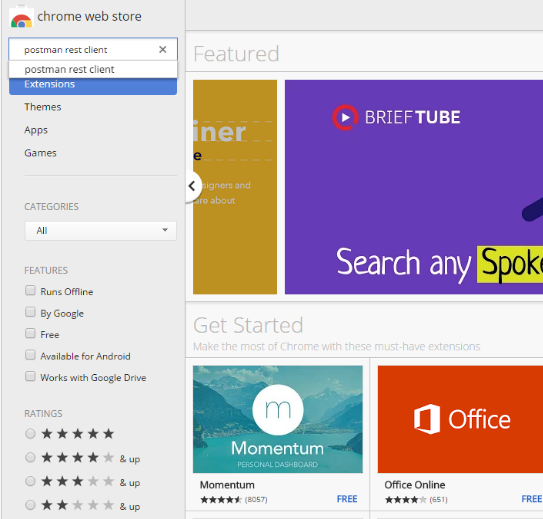 chrome web store
postman rest client
postman rest client
Extensions
Themes
Apps
Games
CATEGORIES
All
FEATURES
Runs Offline
By Google
Free
Available for Android
Works with Google Drive
RATINGS
& up
& up
& up
Featured
iner
e
signers and
are about
BRIEFTUBE
Search any Spoke
Get Started
Make the most of Chrome with these must-have extensions
m
Momentum
PERSONAL DASHBOARD
Office
Momentum
(8057)
FREE
Office Online
(651)
FREE